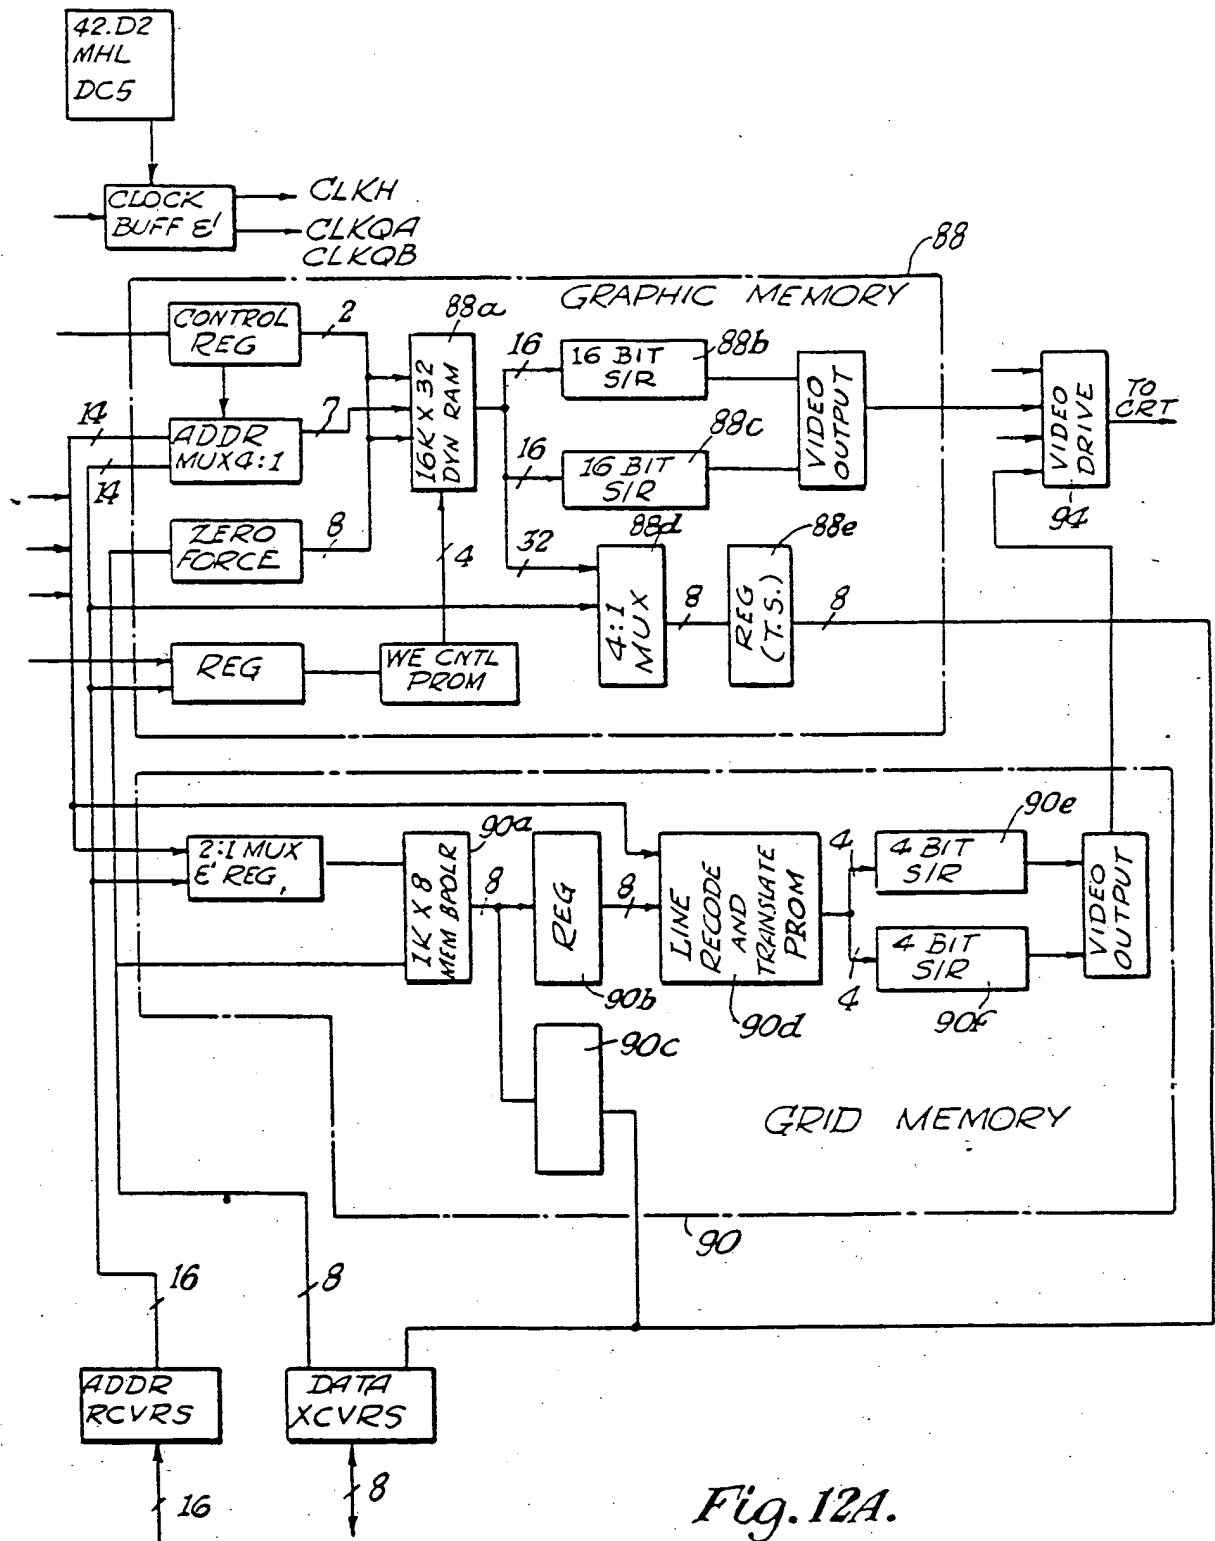 42.D2
MHL
DC5
CLOCK
BUFF &
CLKH
CLKQA
CLKQB
88
GRAPHIC MEMORY
CONTROL
REG
2
88a
16K X 32
DYN RAM
16
16 BIT
S/R
88b
VIDEO
OUTPUT
VIDEO
DRIVE
TO
CRT
94
14
ADDR
MUX 4:1
7
14
16
16 BIT
S/R
88c
ZERO
FORCE
8
4
32
88d
4:1
MUX
8
88e
REG
(T.S.)
8
REG
WE CNTL
PROM
2:1 MUX
& REG,
1K X 8
MEM BPOLR
90a
8
REG
90b
8
LINE
RECODE
AND
TRANSLATE
PROM
90d
4
4 BIT
S/R
90e
VIDEO
OUTPUT
4
4 BIT
S/R
90f
90c
GRID MEMORY
90
16
8
ADDR
RCVRS
DATA
XCVRS
16
8
Fig. 12A.